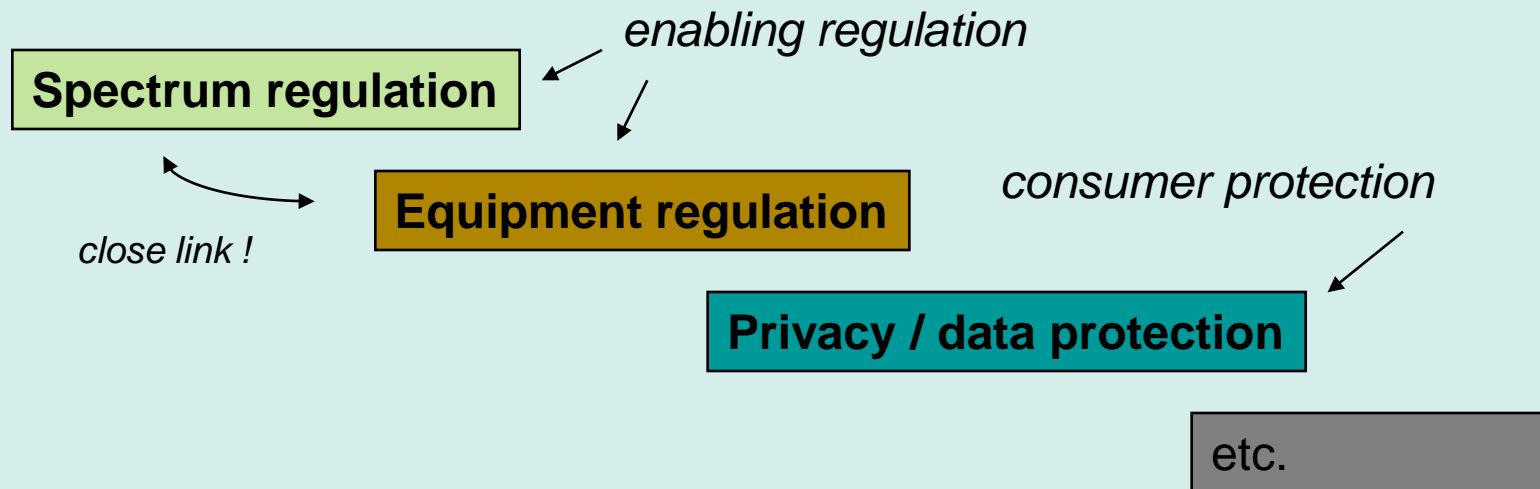 enabling regulation
Spectrum regulation
consumer protection
Equipment regulation
close link !
Privacy / data protection
etc.